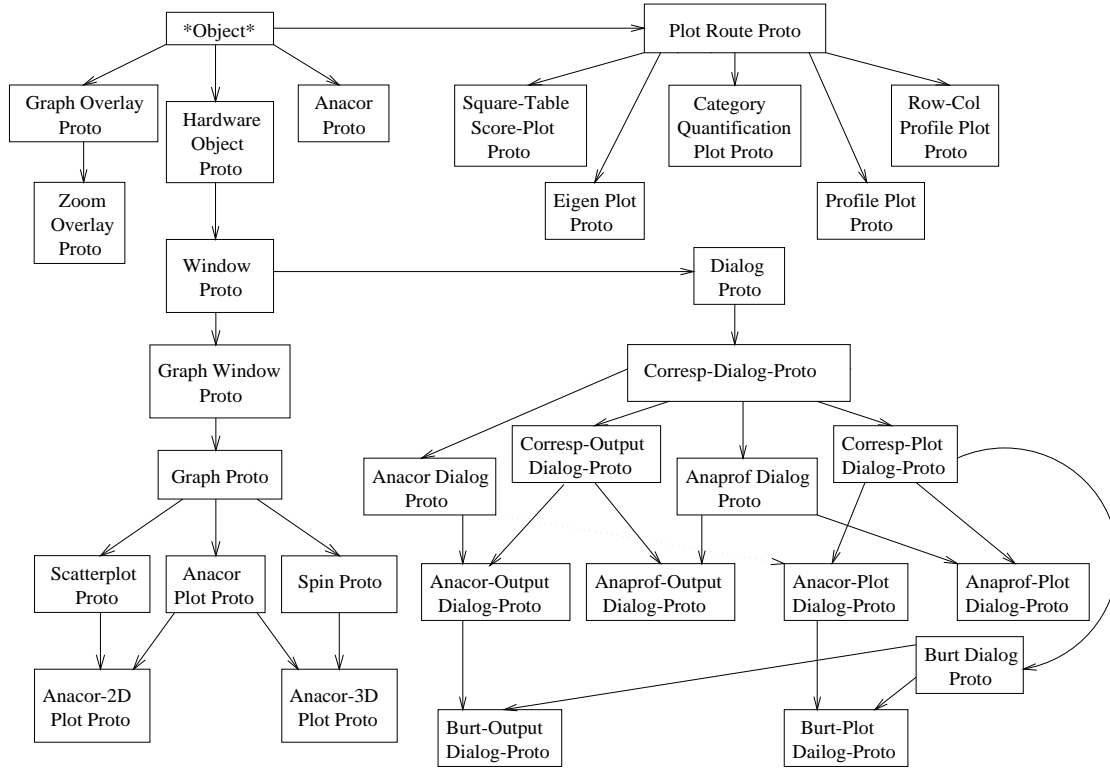 *Object*
Plot Route Proto
Graph Overlay
Proto
Hardware
Object
Proto
Anacor
Proto
Square-Table
Score-Plot
Proto
Category
Quantification
Plot Proto
Row-Col
Profile Plot
Proto
Zoom
Overlay
Proto
Eigen Plot
Proto
Profile Plot
Proto
Window
Proto
Dialog
Proto
Graph Window
Proto
Corresp-Dialog-Proto
Graph Proto
Anacor Dialog
Proto
Corresp-Output
Dialog-Proto
Anaprof Dialog
Proto
Corresp-Plot
Dialog-Proto
Scatterplot
Proto
Anacor
Plot Proto
Spin Proto
Anacor-Output
Dialog-Proto
Anaprof-Output
Dialog-Proto
Anacor-Plot
Dialog-Proto
Anaprof-Plot
Dialog-Proto
Burt Dialog
Proto
Anacor-2D
Plot Proto
Anacor-3D
Plot Proto
Burt-Output
Dialog-Proto
Burt-Plot
Dailog-Proto